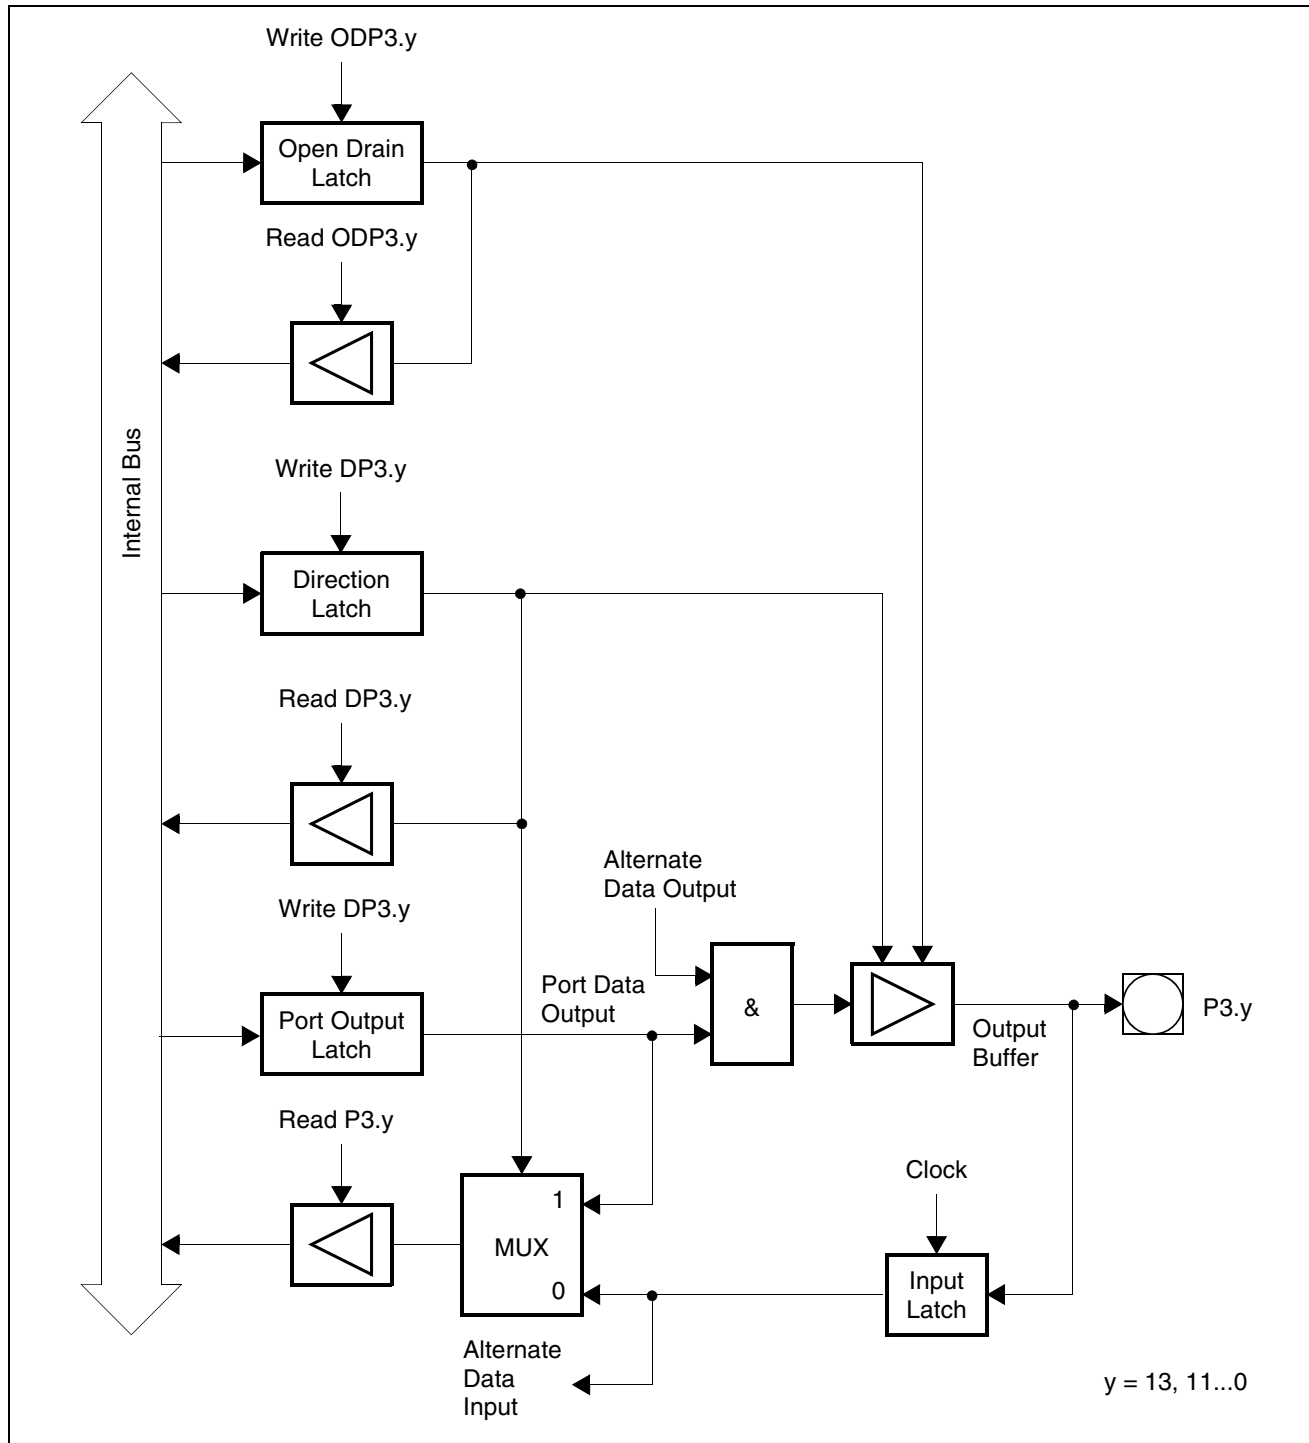 Write ODP3.y
Open Drain
Latch
Read ODP3.y
Internal Bus
Write DP3.y
Direction
Latch
Read DP3.y
Alternate
Data Output
Write DP3.y
Port Data
Output
Port Output
Latch
&
Output
Buffer
P3.y
Read P3.y
Clock
1
MUX
0
Input
Latch
Alternate
Data
Input
y = 13, 11...0